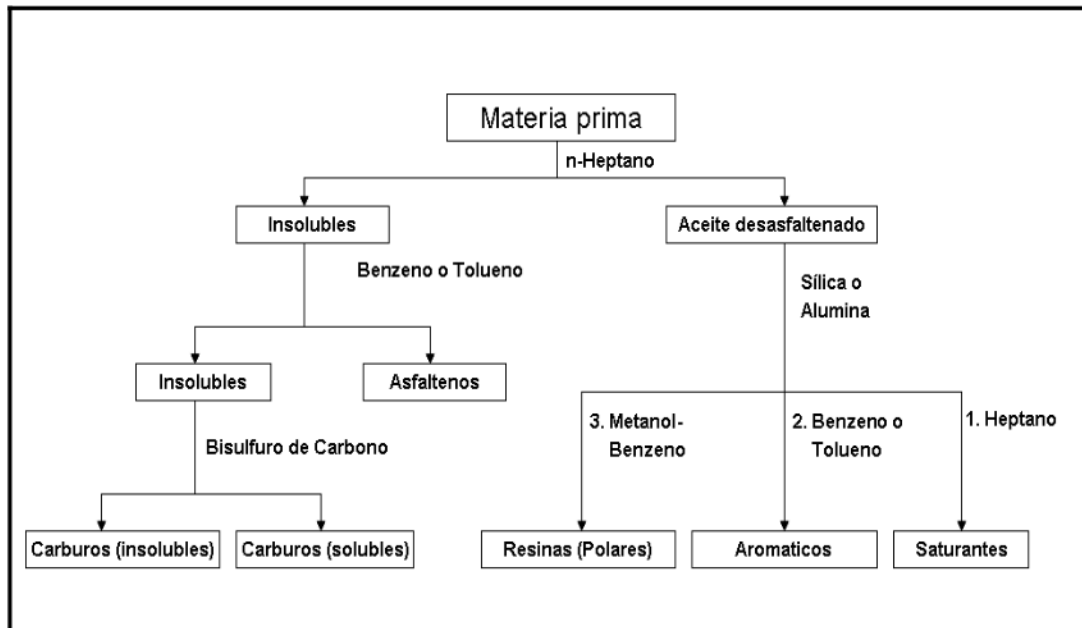 Materia prima
n-Heptano
Insolubles
Aceite desasfaltenado
Benzeno o Tolueno
Sílica o
Alumina
Insolubles
Asfaltenos
3. Metanol-
Benzeno
2. Benzeno o
Tolueno
1. Heptano
Bisulfuro de Carbono
Carburos (insolubles)
Carburos (solubles)
Resinas (Polares)
Aromaticos
Saturantes